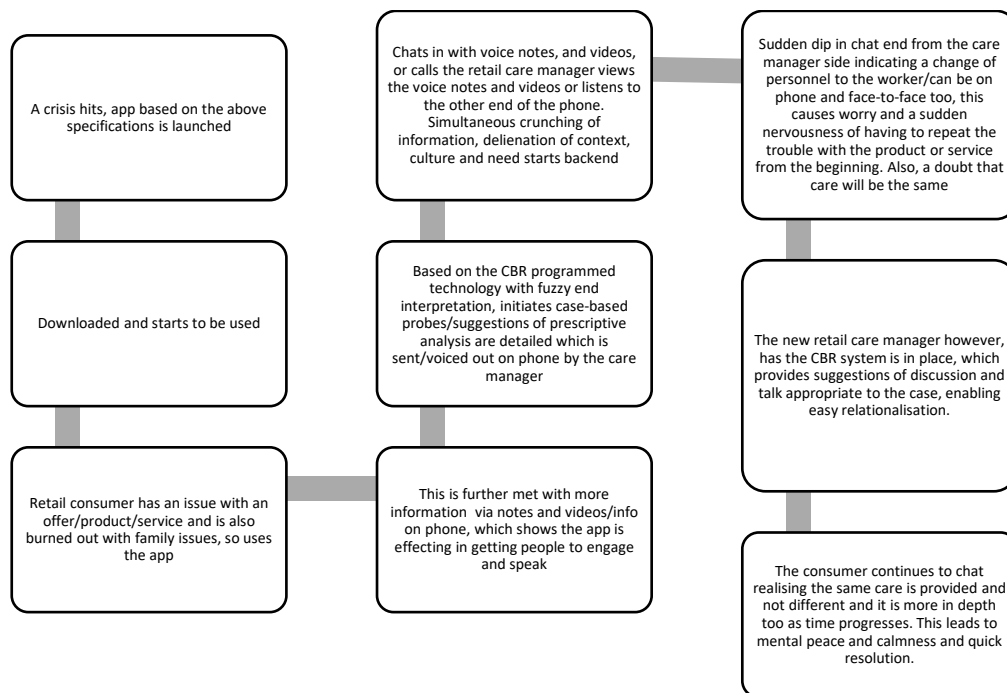 A crisis hits, app based on the above
specifications is launched
Downloaded and starts to be used
Retail consumer has an issue with an
offer/product/service and is also
burned out with family issues, so uses
the app
Chats in with voice notes, and videos,
or calls the retail care manager views
the voice notes and videos or listens to
the other end of the phone.
Simultaneous crunching of
information, delienation of context,
culture and need starts backend
Based on the CBR programmed
technology with fuzzy end
interpretation, initiates case-based
probes/suggestions of prescriptive
analysis are detailed which is
sent/voiced out on phone by the care
manager
This is further met with more
information via notes and videos/info
on phone, which shows the app is
effecting in getting people to engage
and speak
Sudden dip in chat end from the care
manager side indicating a change of
personnel to the worker/can be on
phone and face-to-face too, this
causes worry and a sudden
nervousness of having to repeat the
trouble with the product or service
from the beginning. Also, a doubt that
care will be the same
The new retail care manager however,
has the CBR system is in place, which
provides suggestions of discussion and
talk appropriate to the case, enabling
easy relationalisation.
The consumer continues to chat
realising the same care is provided and
not different and it is more in depth
too as time progresses. This leads to
mental peace and calmness and quick
resolution.